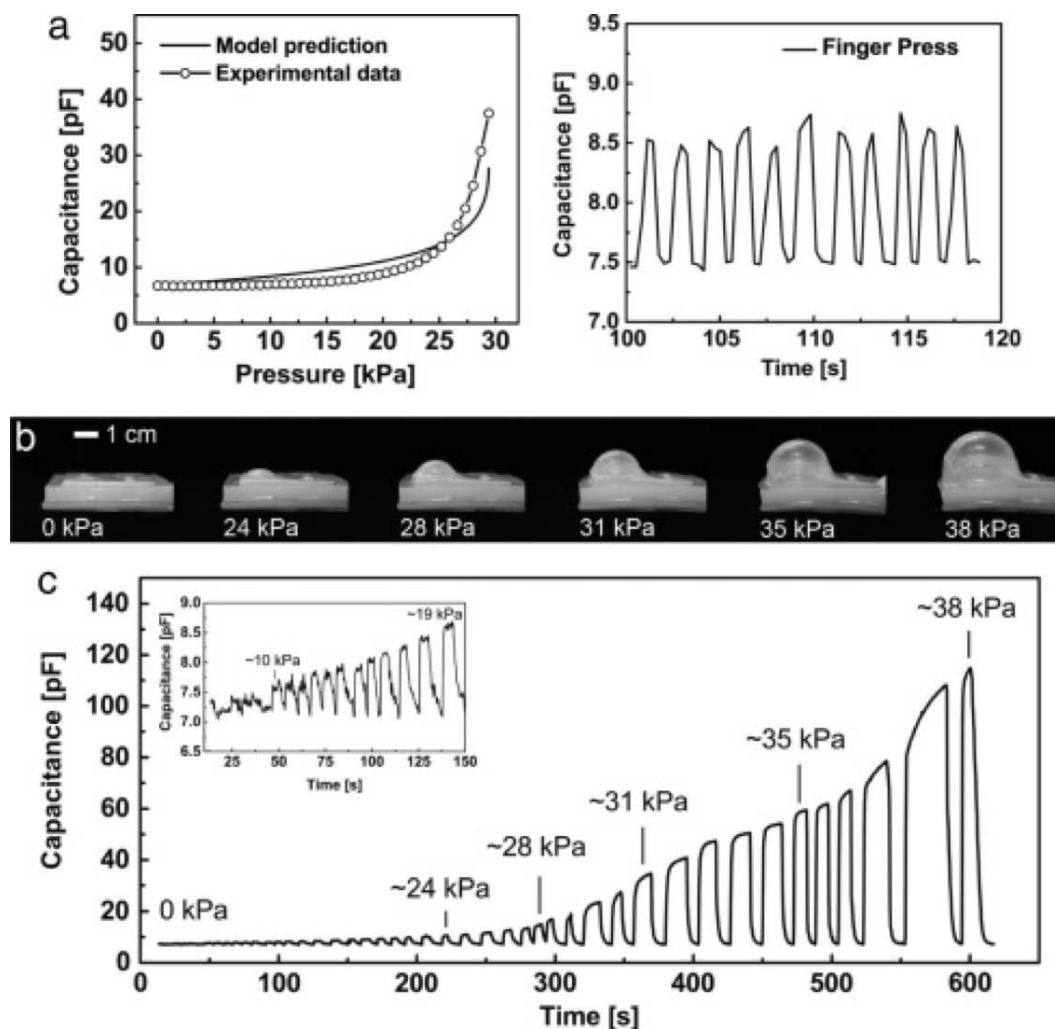 a
Model prediction
Experimental data
50
40
30
20
10
0
Capacitance [pF]
0 5 10 15 20 25 30
Pressure [kPa]
Finger Press
9.5
9.0
8.5
8.0
7.5
7.0
Capacitance [pF]
100 105 110 115 120
Time [s]
b
1 cm
0 kPa 24 kPa 28 kPa 31 kPa 35 kPa 38 kPa
c
140
120
100
80
60
40
20
0
Capacitance [pF]
9.0
8.5
8.0
7.5
7.0
6.5
Capacitance [pF]
~10 kPa
~19 kPa
25 50 75 100 125 150
Time [s]
0 kPa
~24 kPa
~28 kPa
~31 kPa
~35 kPa
~38 kPa
0 100 200 300 400 500 600
Time [s]